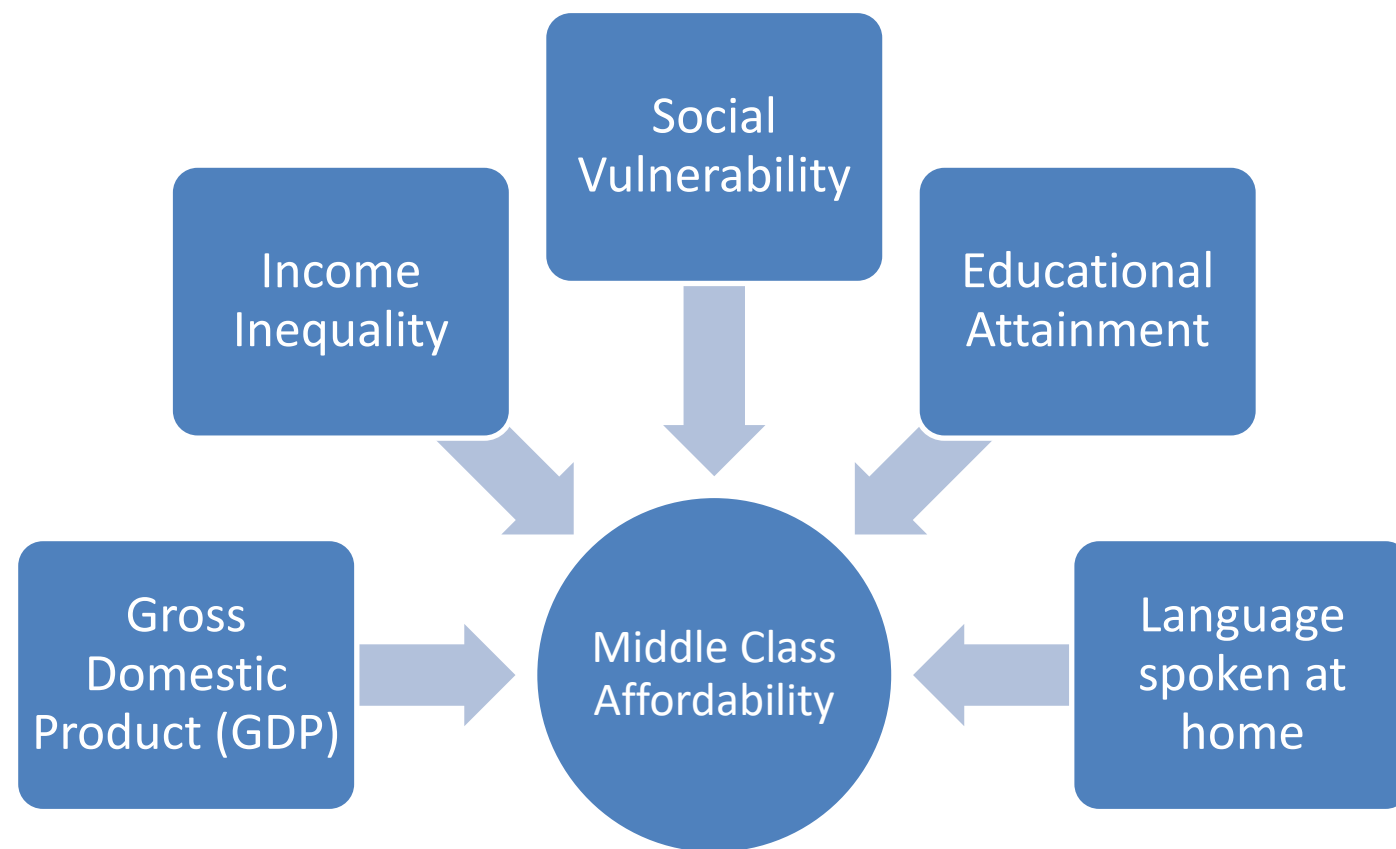 Social
Vulnerability
Income
Inequality
Educational
Attainment
Gross
Domestic
Product (GDP)
Middle Class
Affordability
Language
spoken at
home